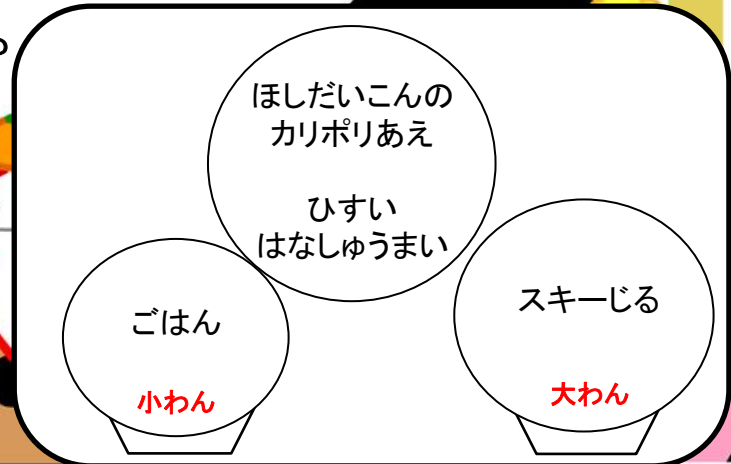 ほしだいこんの
カリポリあえ
ひすい
はなしゅうまい
ごはん
小わん
スキーじる
大わん